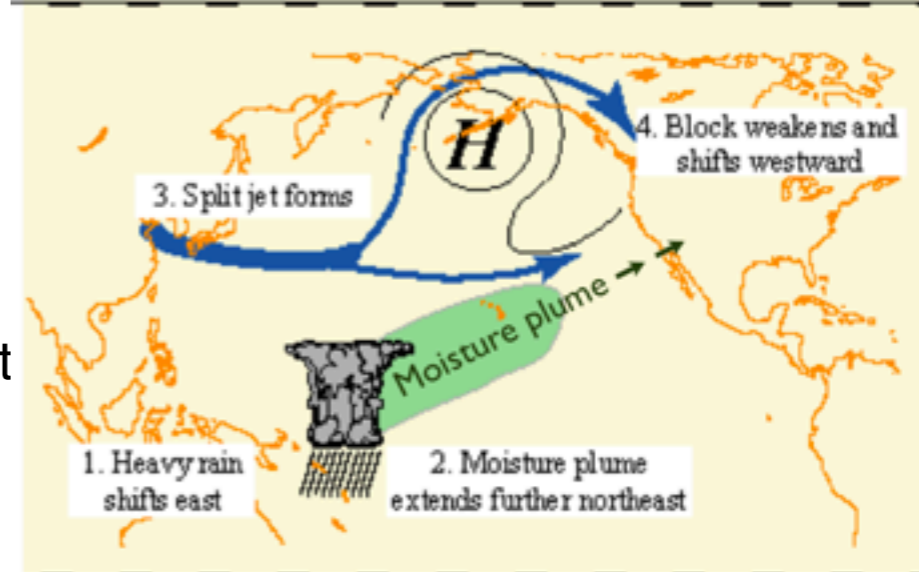 H
4. Block weakens and
shifts westward
3. Split jet forms
Moisture plume
t
1. Heavy rain
shifts east
2. Moisture plume
extends further northeast